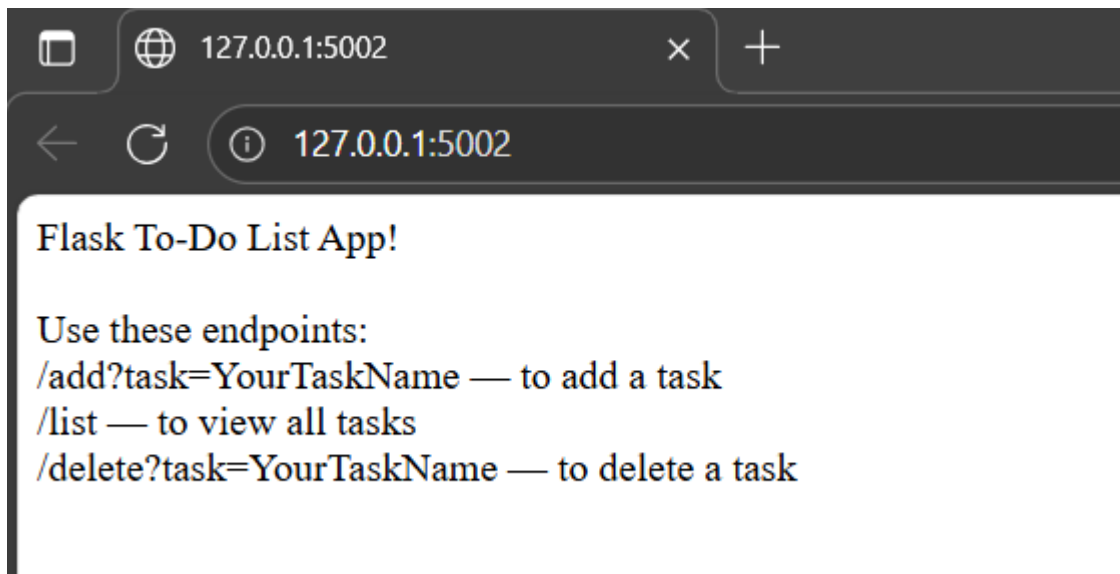 127.0.0.1:5002
127.0.0.1:5002
Flask To-Do List App!
Use these endpoints:
/add?task=YourTaskName — to add a task
/list — to view all tasks
/delete?task=YourTaskName — to delete a task